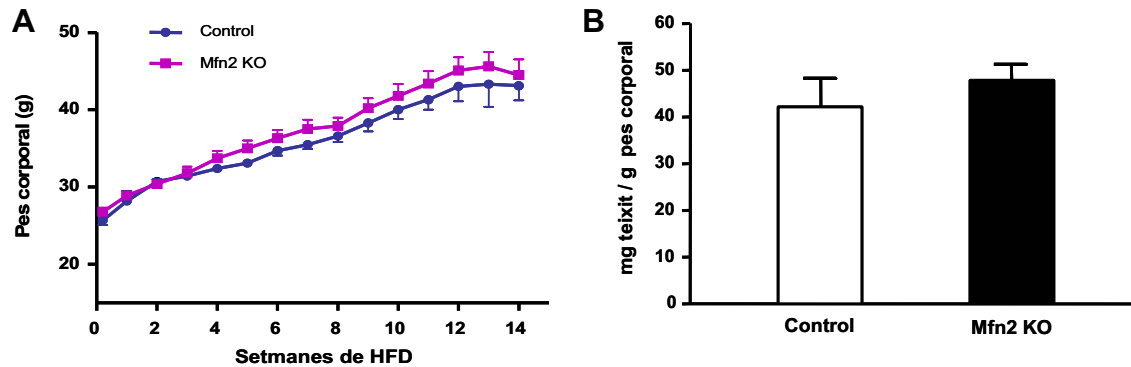 A
Control
Mfn2 KO
Pes corporal (g)
50
40
30
20
0 2 4 6 8 10 12 14
Setmanes de HFD
B
mg teixit / g pes corporal
60
50
40
30
20
10
0
Control Mfn2 KO